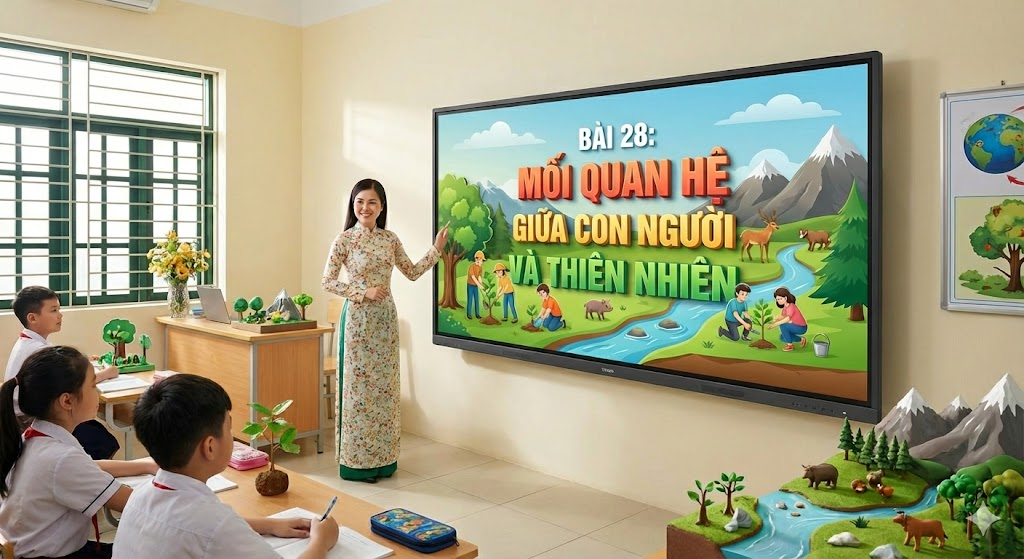 BÀI 28:
MỐI QUAN HỆ
GIỮA CON NGƯỜI
VÀ THIÊN NHIÊN